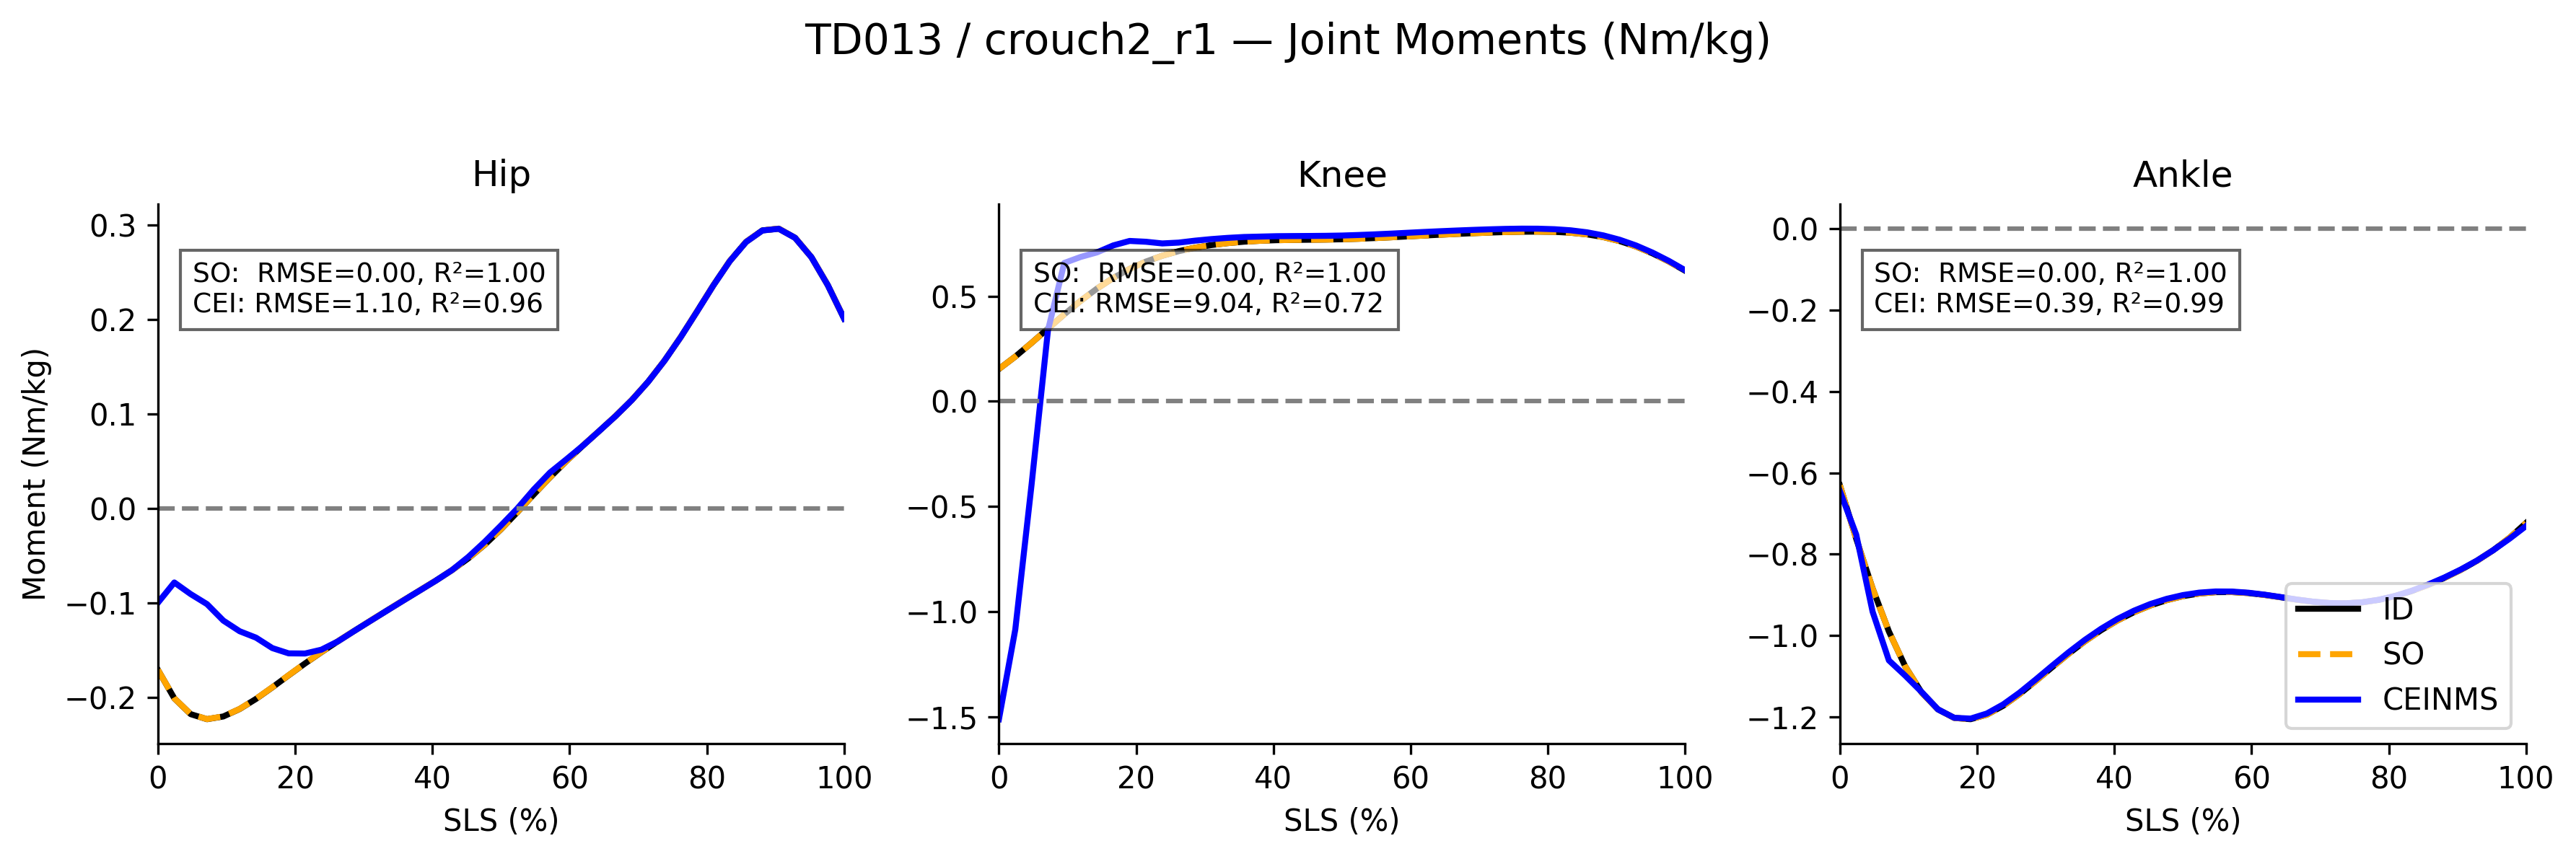 TD013 / crouch2_r1 — Joint Moments (Nm/kg)
Hip
Knee
Ankle
Moment (Nm/kg)
0.3
0.2
0.1
0.0
−0.1
−0.2
SO:  RMSE=0.00, R²=1.00
CEI: RMSE=1.10, R²=0.96
0 20 40 60 80 100
SLS (%)
0.5
0.0
−0.5
−1.0
−1.5
SO:  RMSE=0.00, R²=1.00
CEI: RMSE=9.04, R²=0.72
0 20 40 60 80 100
SLS (%)
0.0
−0.2
−0.4
−0.6
−0.8
−1.0
−1.2
SO:  RMSE=0.00, R²=1.00
CEI: RMSE=0.39, R²=0.99
ID
SO
CEINMS
0 20 40 60 80 100
SLS (%)